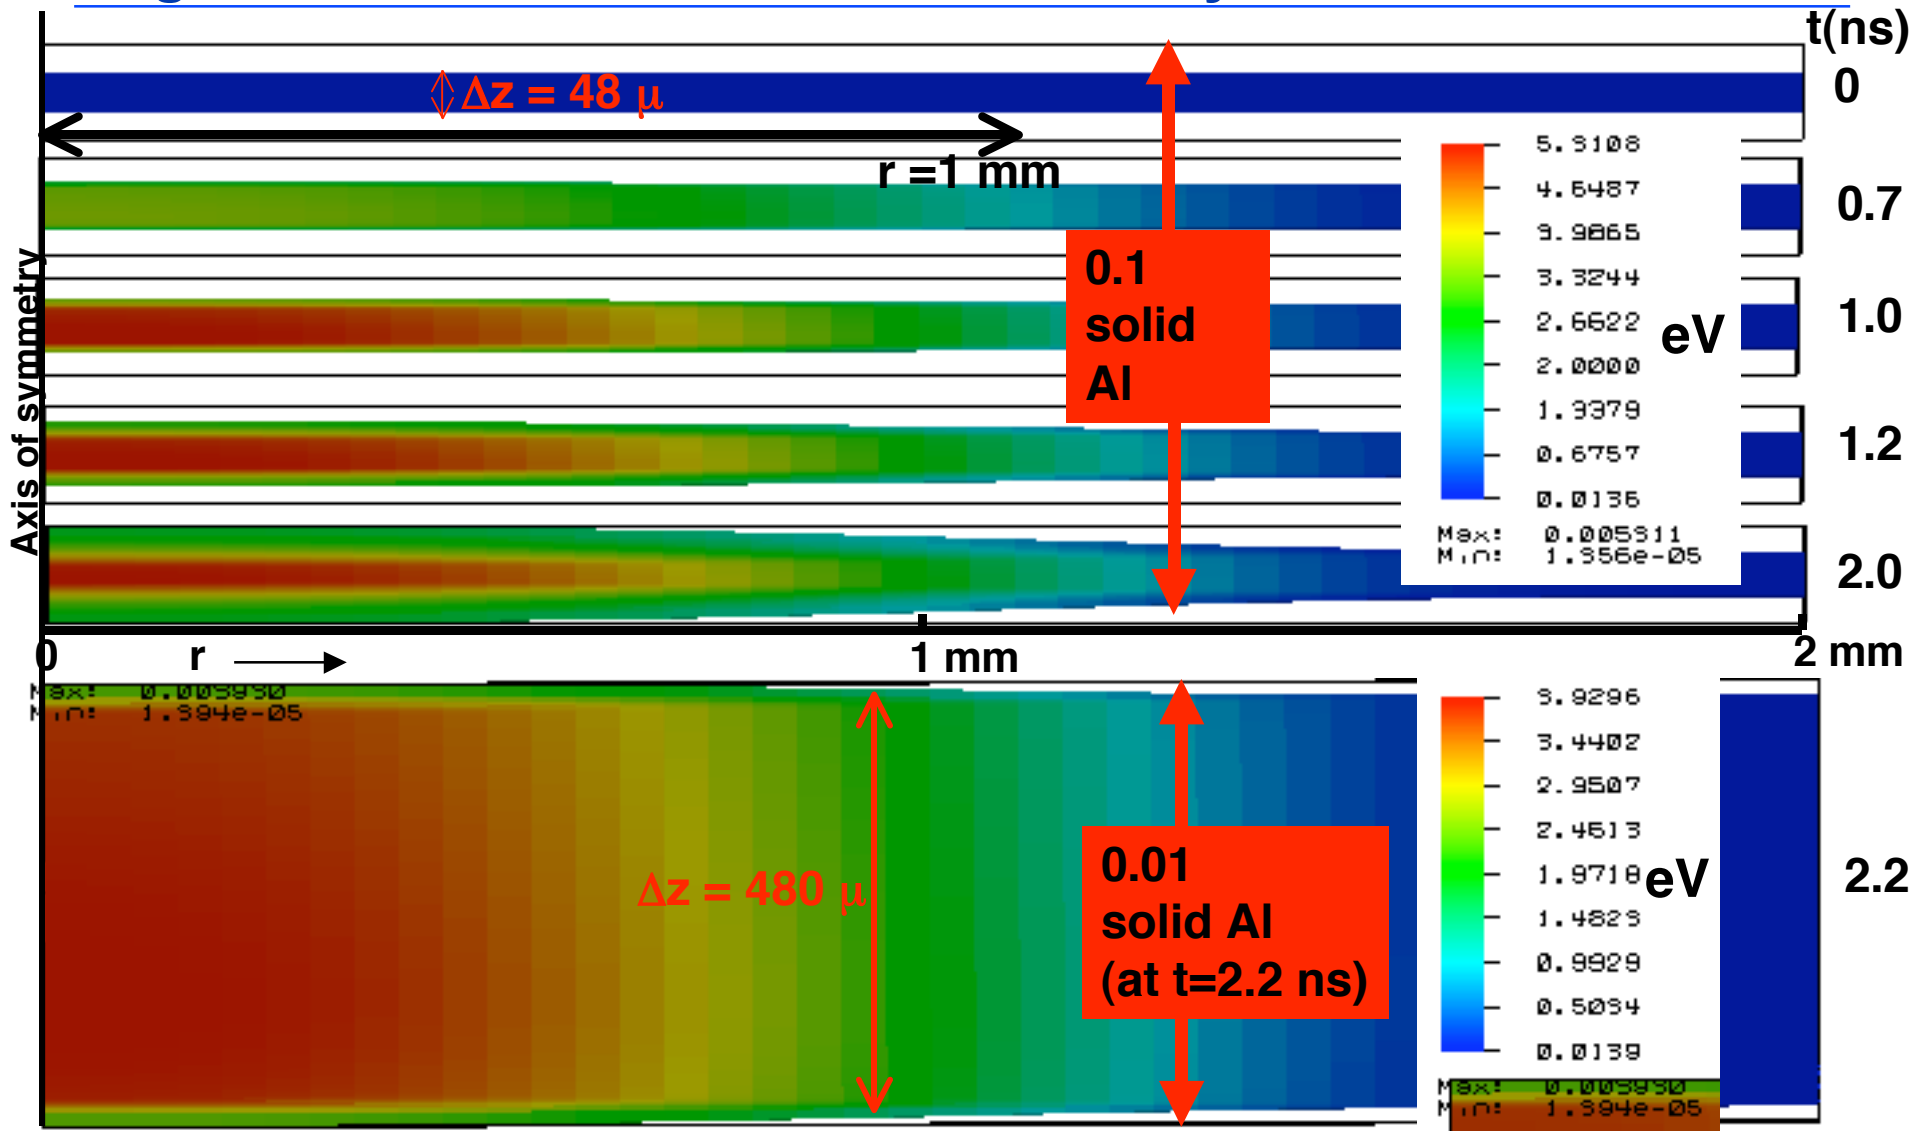 t(ns)
0
Δz = 48 μ
r =1 mm
0.7
1.0
1.2
2.0
Axis of symmetry
0.1
solid
Al
5.3108
4.6487
3.9865
3.3244
2.6622
2.0000
1.3379
0.6757
0.0136
eV
Max: 0.005311
Min: 1.356e-05
0
r
1 mm
2 mm
Max: 0.003930
Min: 1.394e-05
Δz = 480 μ
0.01
solid Al
(at t=2.2 ns)
3.9296
3.4402
2.9507
2.4613
1.9718
1.4823
0.9929
0.5034
0.0139
eV
2.2
Max: 0.003930
Min: 1.394e-05